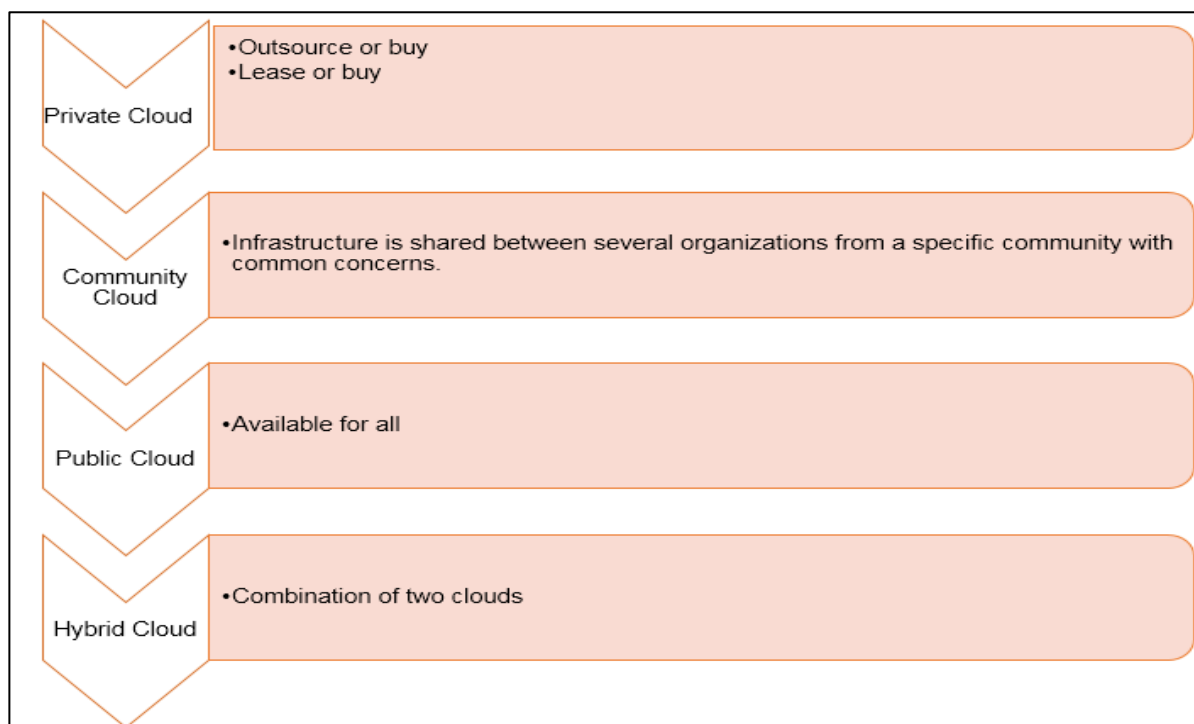 Private Cloud
•Outsource or buy
•Lease or buy
Community
Cloud
•Infrastructure is shared between several organizations from a specific community with
common concerns.
Public Cloud
•Available for all
Hybrid Cloud
•Combination of two clouds